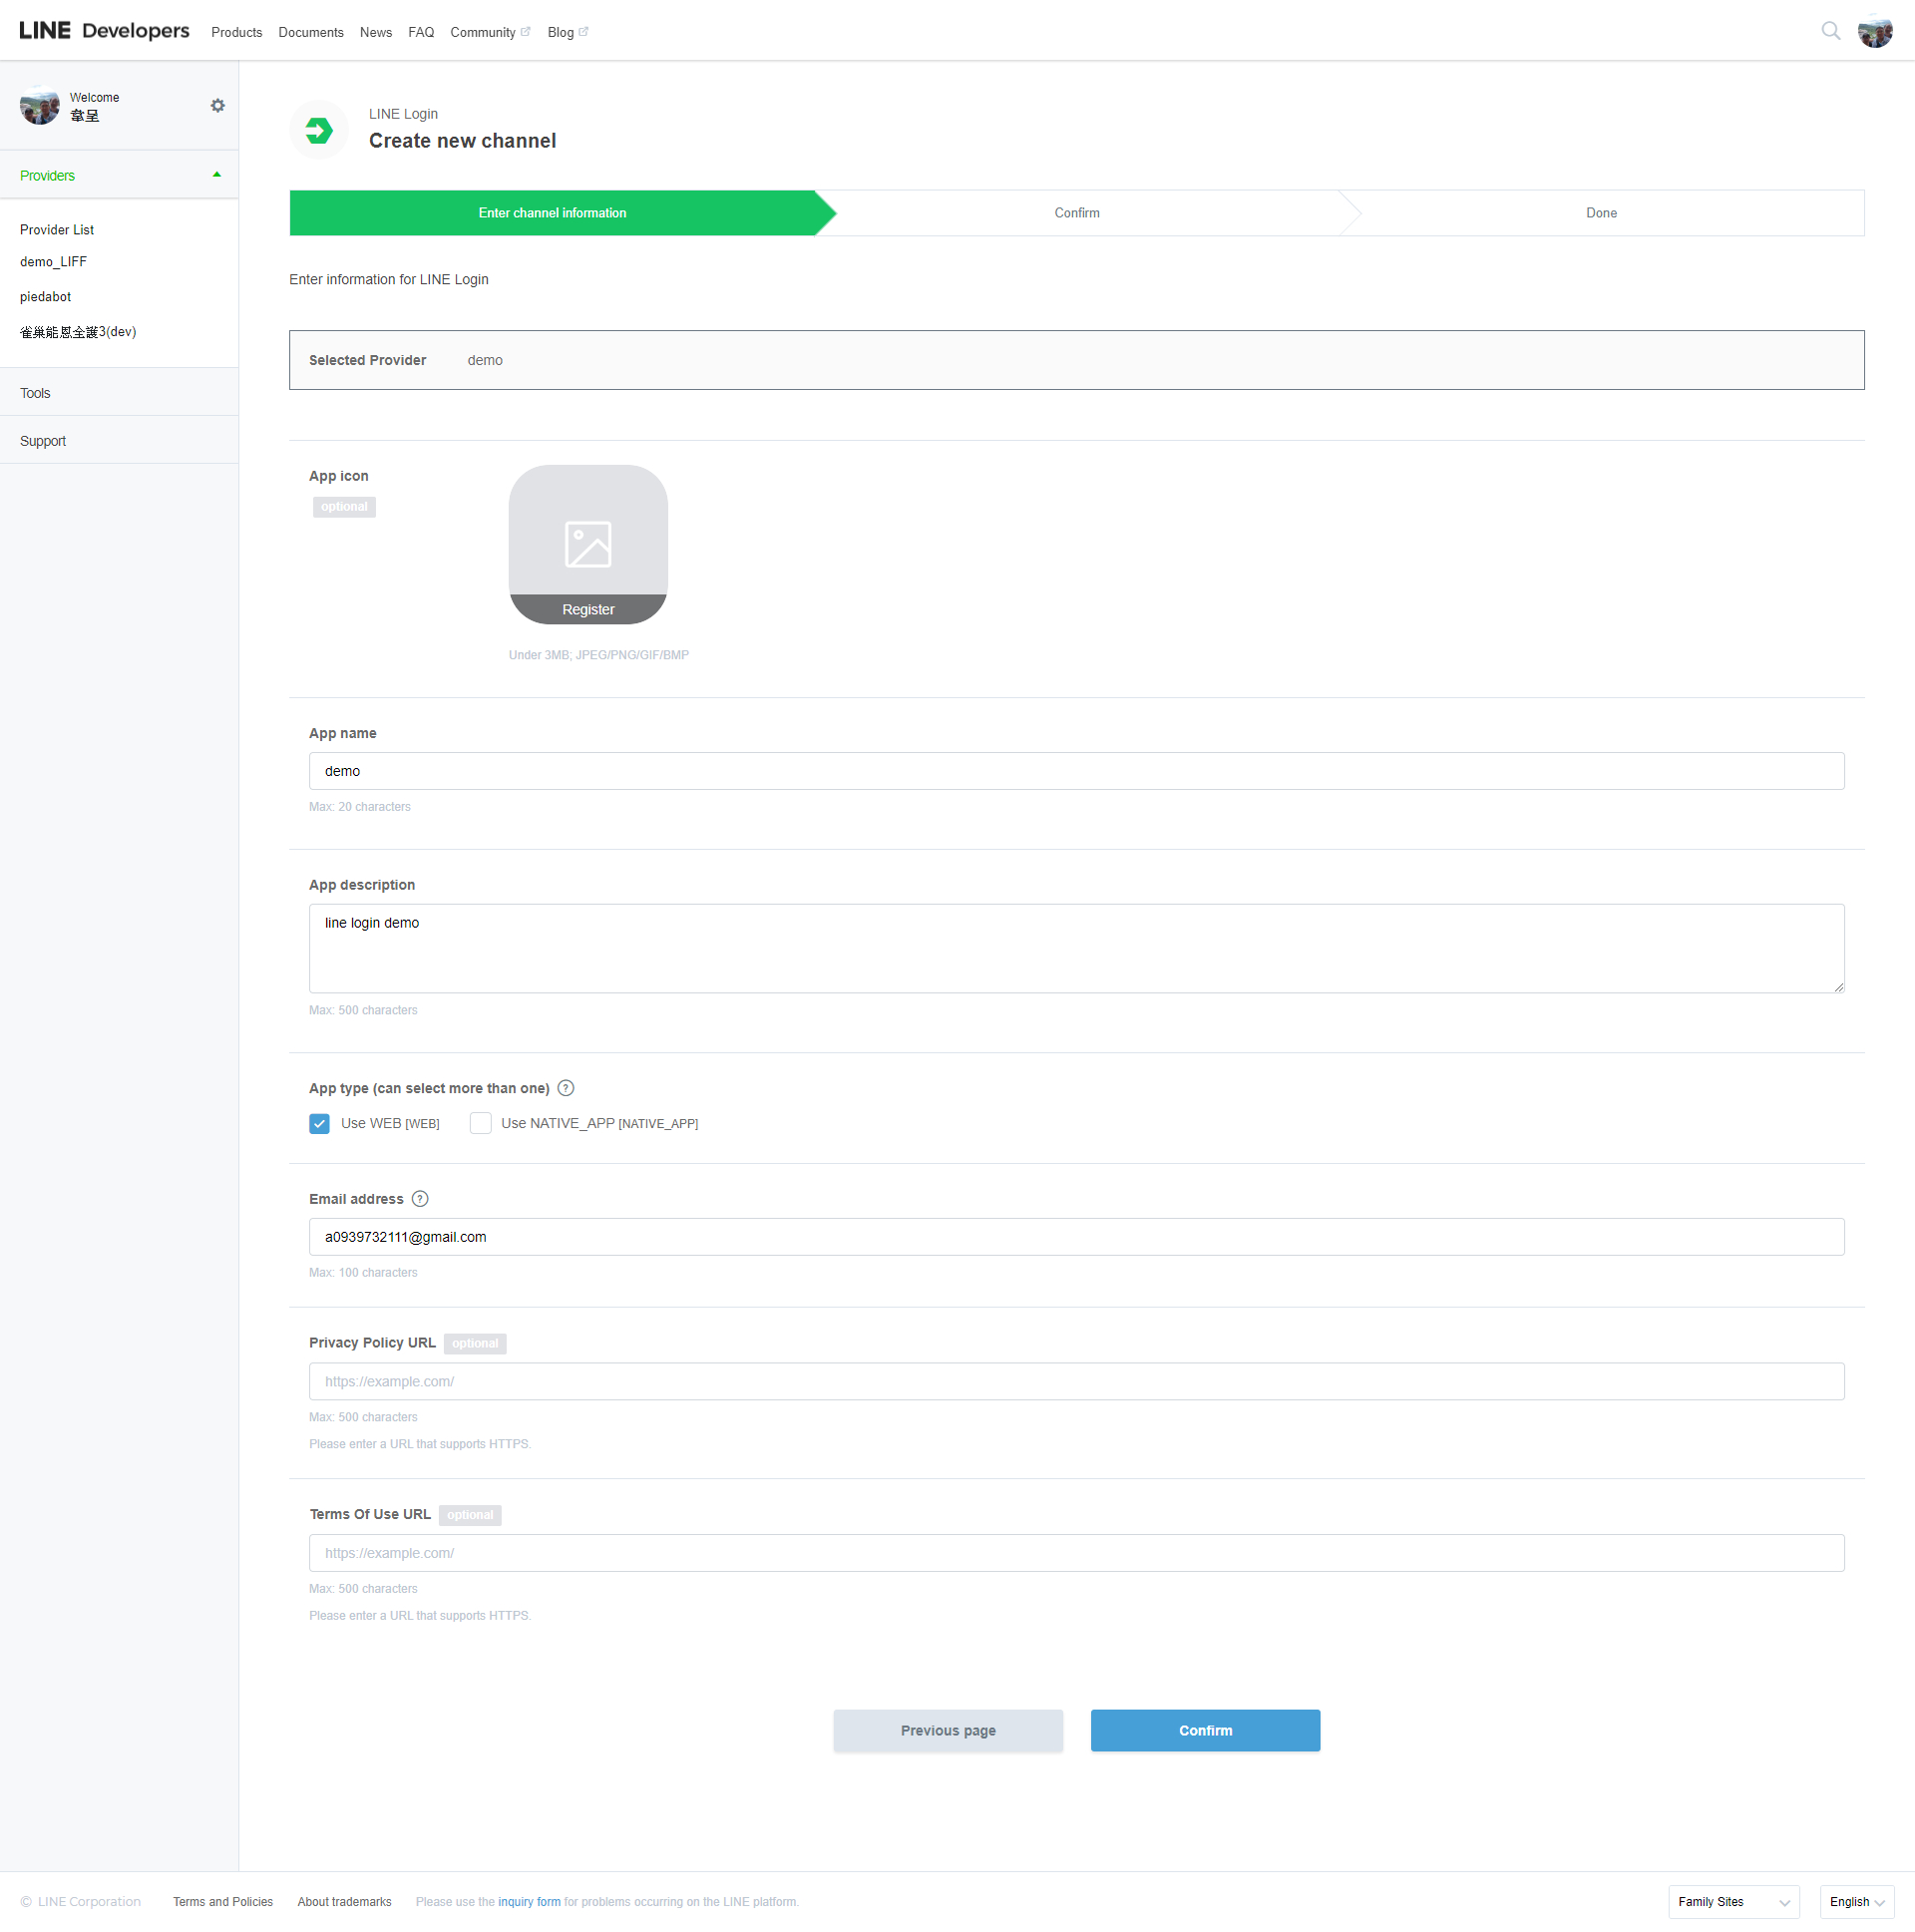 LINE Developers Products Documents News FAQ Community Blog
Welcome
韋呈
Providers
Provider List
demo_LIFF
piedabot
雀巢能恩全護3(dev)
Tools
Support
LINE Login
Create new channel
Enter channel information Confirm Done
Enter information for LINE Login
Selected Provider demo
App icon
optional
Register
Under 3MB; JPEG/PNG/GIF/BMP
App name
demo
Max: 20 characters
App description
line login demo
Max: 500 characters
App type (can select more than one) ?
Use WEB [WEB] Use NATIVE_APP [NATIVE_APP]
Email address ?
a0939732111@gmail.com
Max: 100 characters
Privacy Policy URL optional
https://example.com/
Max: 500 characters
Please enter a URL that supports HTTPS.
Terms Of Use URL optional
https://example.com/
Max: 500 characters
Please enter a URL that supports HTTPS.
Previous page Confirm
© LINE Corporation Terms and Policies About trademarks Please use the inquiry form for problems occurring on the LINE platform. Family Sites English